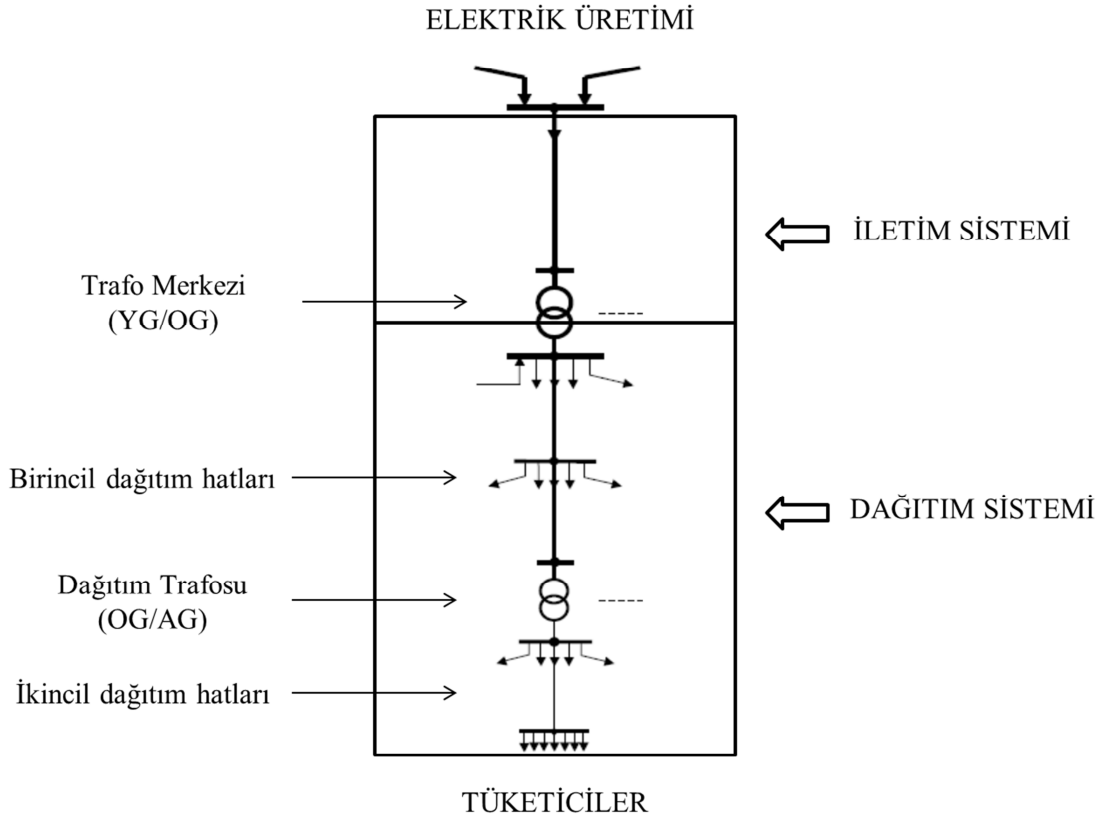 ELEKTRİK ÜRETİMİ
İLETİM SİSTEMİ
Trafo Merkezi
(YG/OG)
Birincil dağıtım hatları
DAĞITIM SİSTEMİ
Dağıtım Trafosu
(OG/AG)
İkincil dağıtım hatları
TÜKETİCİLER